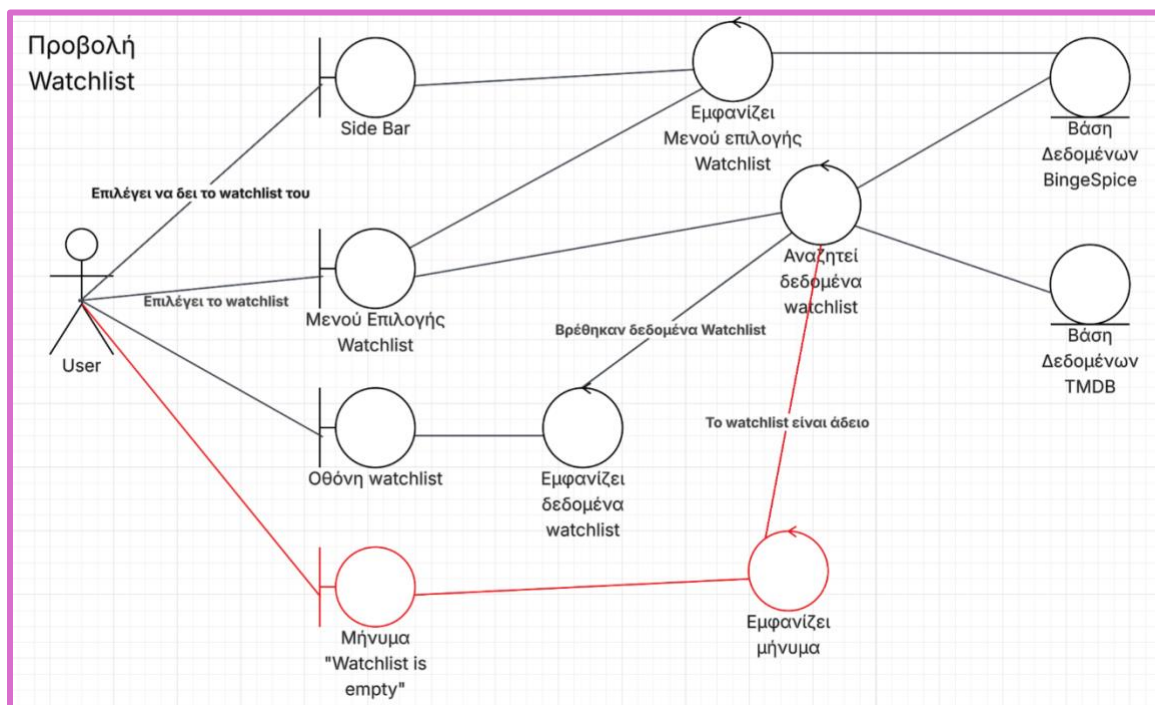 Προβολή
Watchlist
Side Bar
Εμφανίζει
Μενού επιλογής
Watchlist
Βάση
Δεδομένων
BingeSpice
Επιλέγει να δει το watchlist του
Αναζητεί
δεδομένα
watchlist
Επιλέγει το watchlist
Μενού Επιλογής
Watchlist
Βρέθηκαν δεδομένα Watchlist
Βάση
Δεδομένων
TMDB
User
Το watchlist είναι άδειο
Οθόνη watchlist
Εμφανίζει
δεδομένα
watchlist
Μήνυμα
"Watchlist is
empty"
Εμφανίζει
μήνυμα